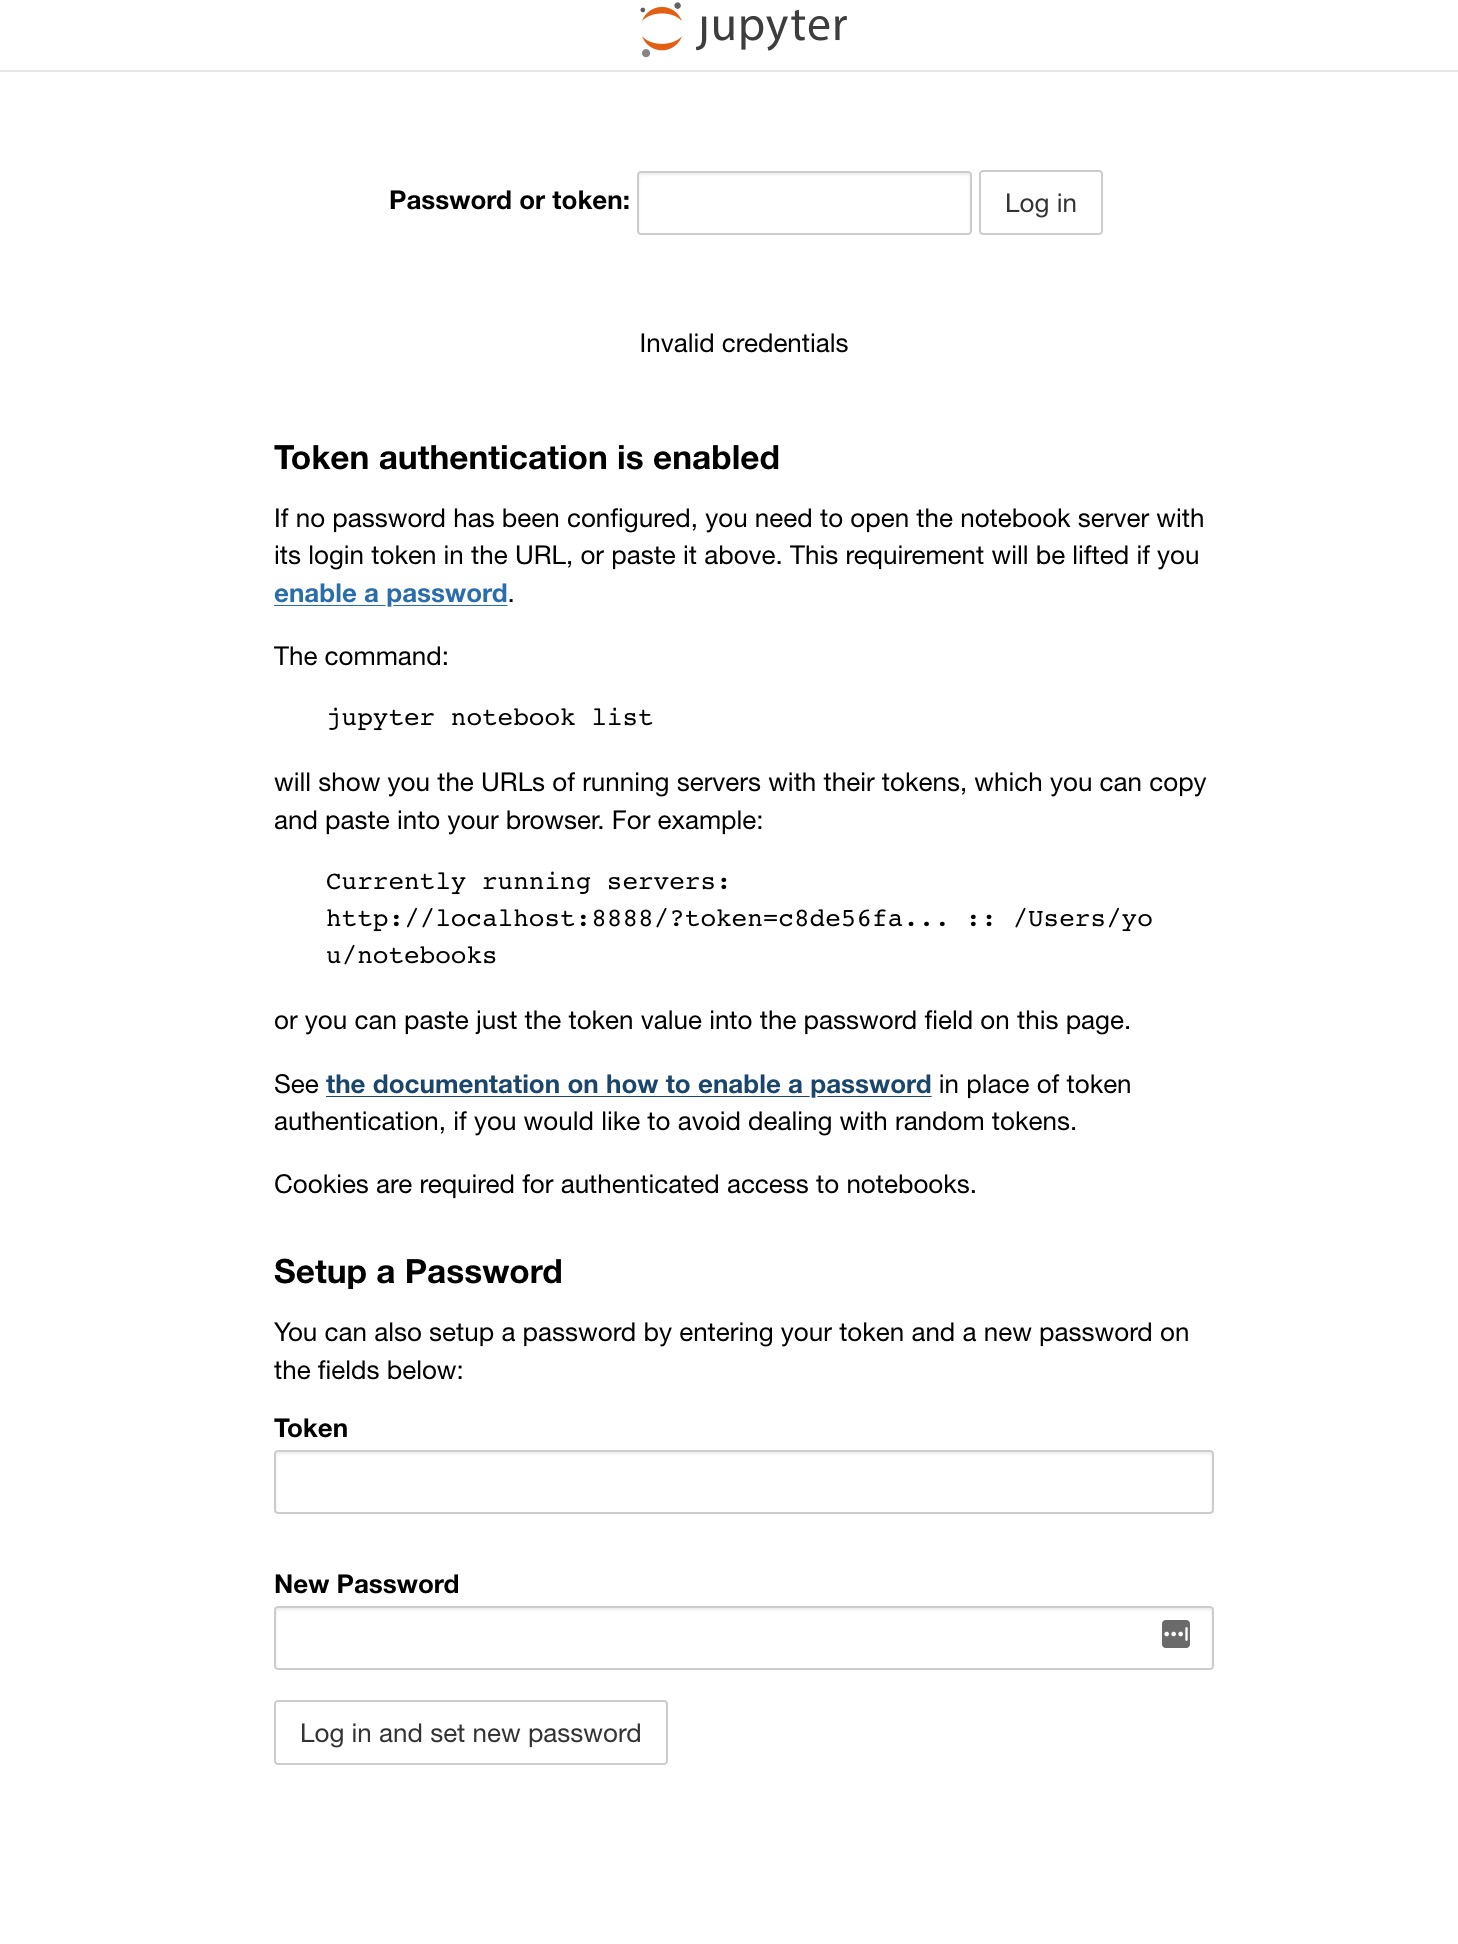 jupyter
Password or token:
Log in
Invalid credentials
Token authentication is enabled
If no password has been configured, you need to open the notebook server with
its login token in the URL, or paste it above. This requirement will be lifted if you
enable a password.
The command:
jupyter notebook list
will show you the URLs of running servers with their tokens, which you can copy
and paste into your browser. For example:
Currently running servers:
http://localhost:8888/?token=c8de56fa... :: /Users/yo
u/notebooks
or you can paste just the token value into the password field on this page.
See the documentation on how to enable a password in place of token
authentication, if you would like to avoid dealing with random tokens.
Cookies are required for authenticated access to notebooks.
Setup a Password
You can also setup a password by entering your token and a new password on
the fields below:
Token
New Password
Log in and set new password